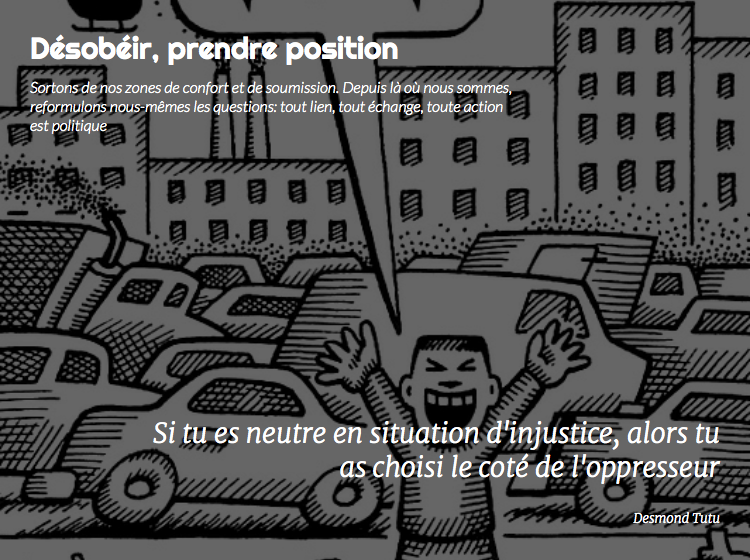 Désobéir, prendre position
Sortons de nos zones de confort et de soumission. Depuis là où nous sommes,
reformulons nous-mêmes les questions: tout lien, tout échange, toute action
est politique
Si tu es neutre en situation d'injustice, alors tu
as choisi le coté de l'oppresseur
Desmond Tutu